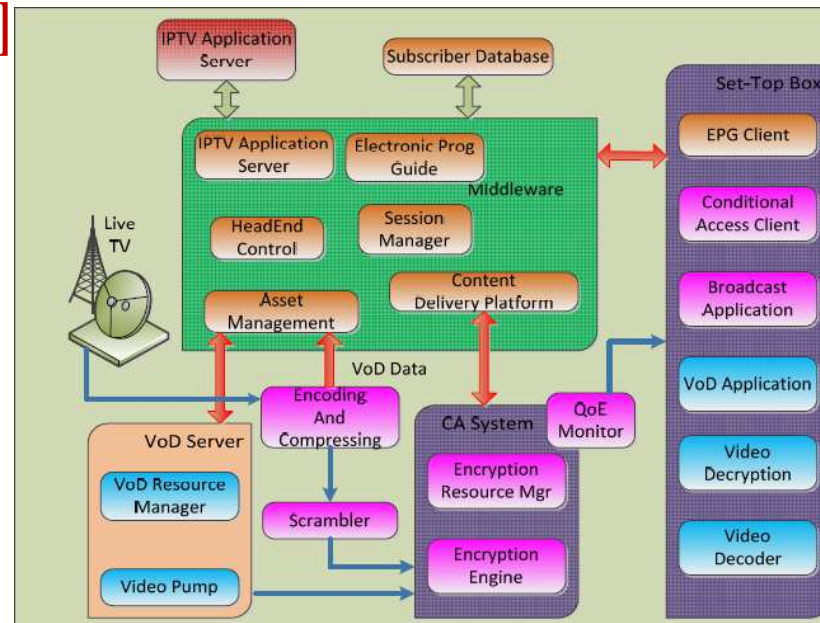 ]
IPTV Application
Server
Subscriber Database
Set-Top Box
IPTV Application
Server
Electronic Prog
Guide
Middleware
EPG Client
Conditional
Access Client
Live
TV
HeadEnd
Control
Session
Manager
Content
Delivery Platform
Broadcast
Application
Asset
Management
VoD Data
VoD Application
Encoding
And
Compressing
CA System
QoE
Monitor
VoD Server
Video
Decryption
VoD Resource
Manager
Encryption
Resource Mgr
Scrambler
Video
Decoder
Encryption
Engine
Video Pump